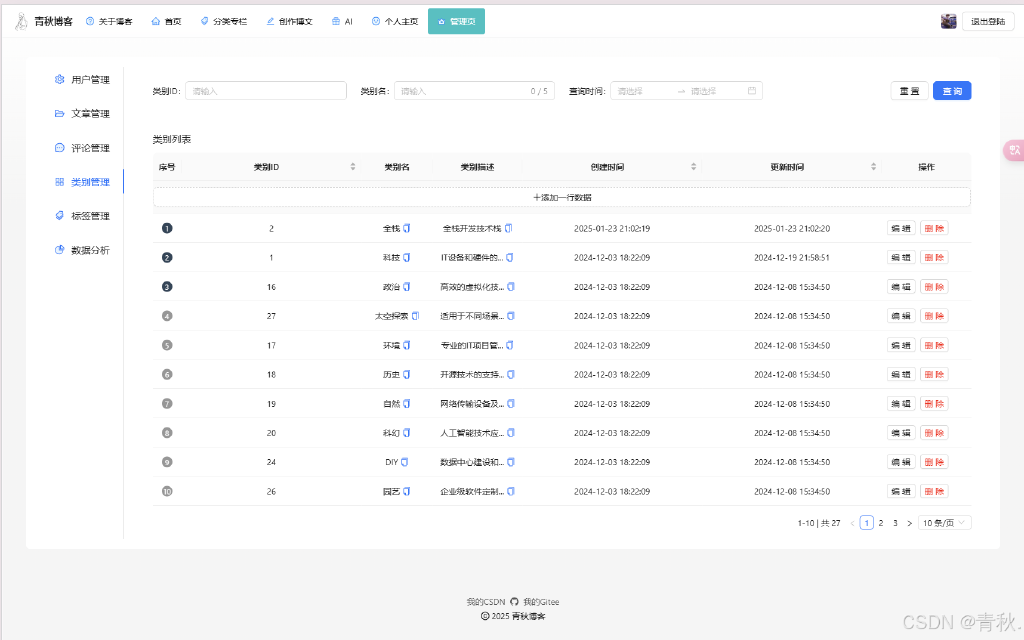 青秋博客 关于博客 首页 分类专栏 创作博文 AI 个人主页 管理页 退出登陆
用户管理
文章管理
评论管理
类别管理
标签管理
数据分析
类别ID: 请输入 类别名: 请输入 0 / 5 查询时间: 请选择 请选择 重 置 查 询
类别列表
序号 类别ID 类别名 类别描述 创建时间 更新时间 操作
+添加一行数据
1 2 全栈 全栈开发技术栈 2025-01-23 21:02:19 2025-01-23 21:02:20 编 辑 删 除
2 1 科技 IT设备和硬件的... 2024-12-03 18:22:09 2024-12-19 21:58:51 编 辑 删 除
3 16 政治 高效的虚拟化技... 2024-12-03 18:22:09 2024-12-08 15:34:50 编 辑 删 除
4 27 太空探索 适用于不同场景... 2024-12-03 18:22:09 2024-12-08 15:34:50 编 辑 删 除
5 17 环境 专业的IT项目管... 2024-12-03 18:22:09 2024-12-08 15:34:50 编 辑 删 除
6 18 历史 开源技术的支持... 2024-12-03 18:22:09 2024-12-08 15:34:50 编 辑 删 除
7 19 自然 网络传输设备及... 2024-12-03 18:22:09 2024-12-08 15:34:50 编 辑 删 除
8 20 科幻 人工智能技术应... 2024-12-03 18:22:09 2024-12-08 15:34:50 编 辑 删 除
9 24 DIY 数据中心建设和... 2024-12-03 18:22:09 2024-12-08 15:34:50 编 辑 删 除
10 26 园艺 企业级软件定制... 2024-12-03 18:22:09 2024-12-08 15:34:50 编 辑 删 除
1-10 | 共 27 < 1 2 3 > 10 条/页
我的CSDN 我的Gitee
© 2025 青秋博客
CSDN @青秋.